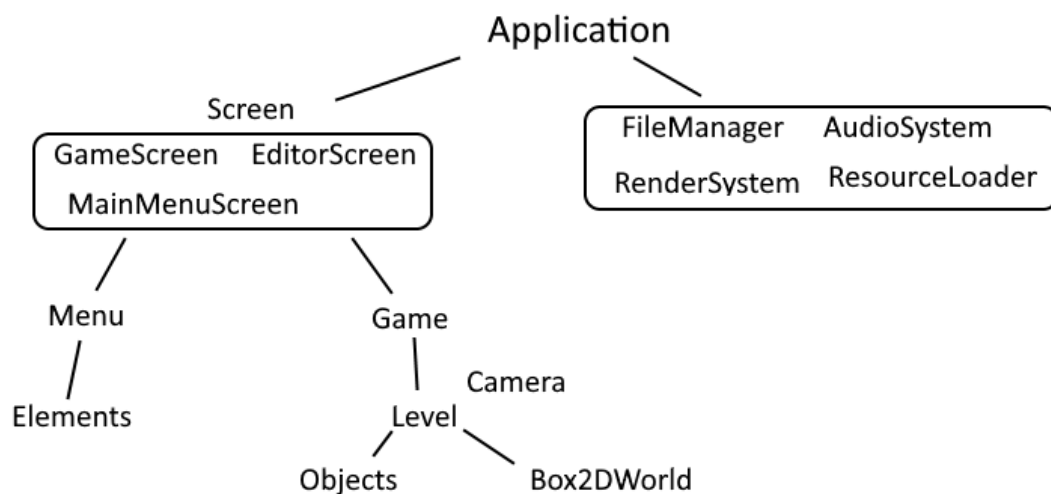 Application
Screen
GameScreen EditorScreen
MainMenuScreen
FileManager AudioSystem
RenderSystem ResourceLoader
Menu
Game
Elements
Camera
Level
Objects
Box2DWorld